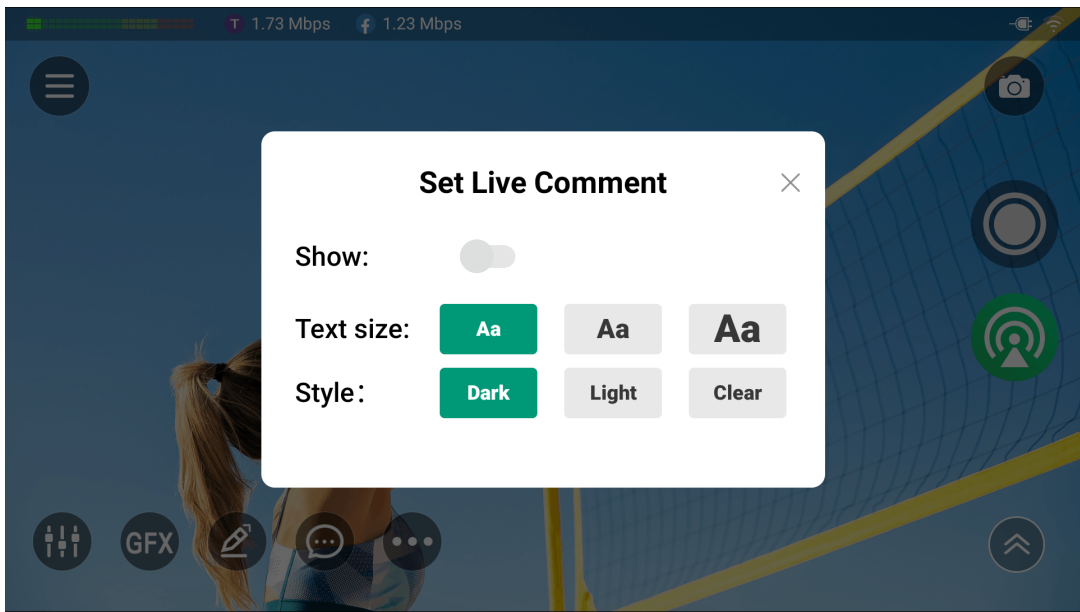 T 1.73 Mbps f 1.23 Mbps
Set Live Comment
Show:
Text size: Aa Aa Aa
Style: Dark Light Clear
GFX